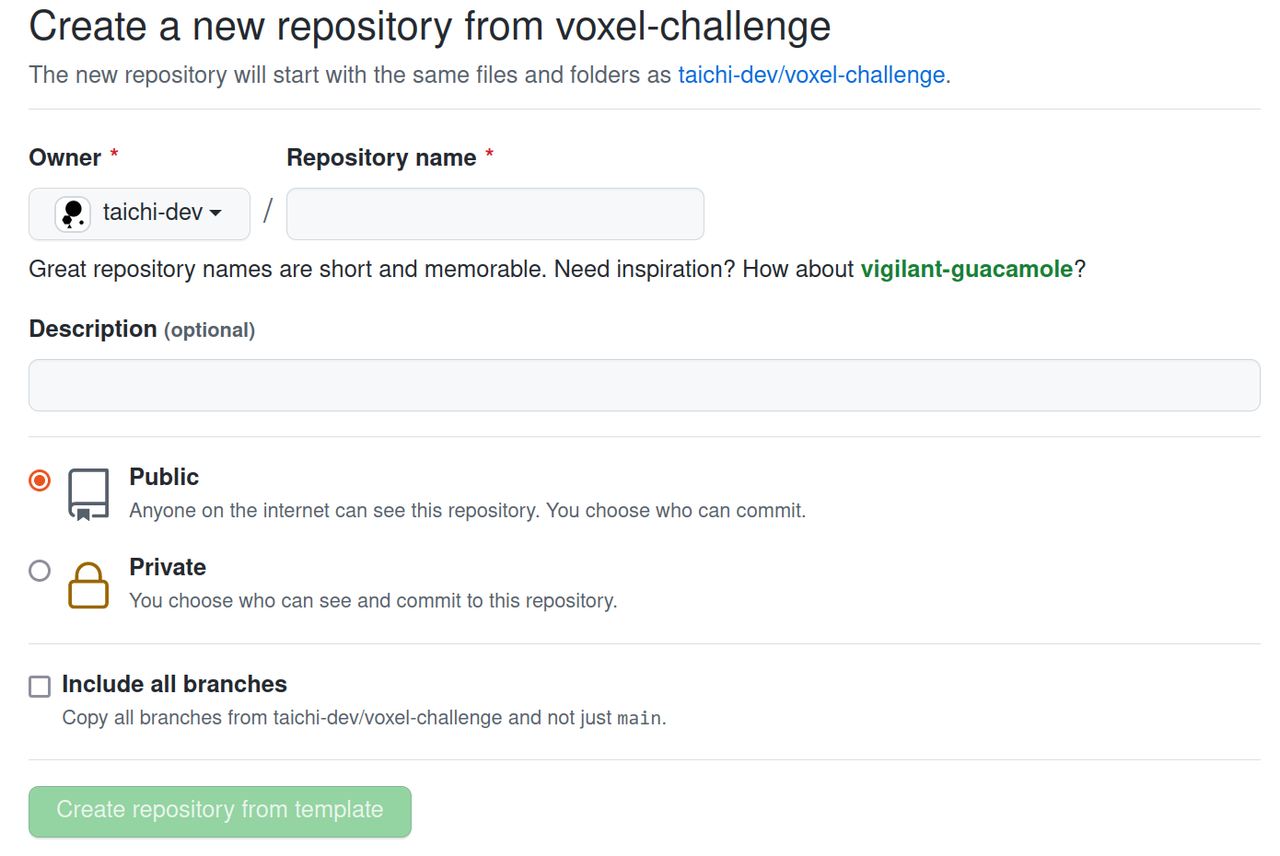 Create a new repository from voxel-challenge
The new repository will start with the same files and folders as taichi-dev/voxel-challenge.
Owner * Repository name *
taichi-dev /
Great repository names are short and memorable. Need inspiration? How about vigilant-guacamole?
Description (optional)
Public
Anyone on the internet can see this repository. You choose who can commit.
Private
You choose who can see and commit to this repository.
Include all branches
Copy all branches from taichi-dev/voxel-challenge and not just main.
Create repository from template